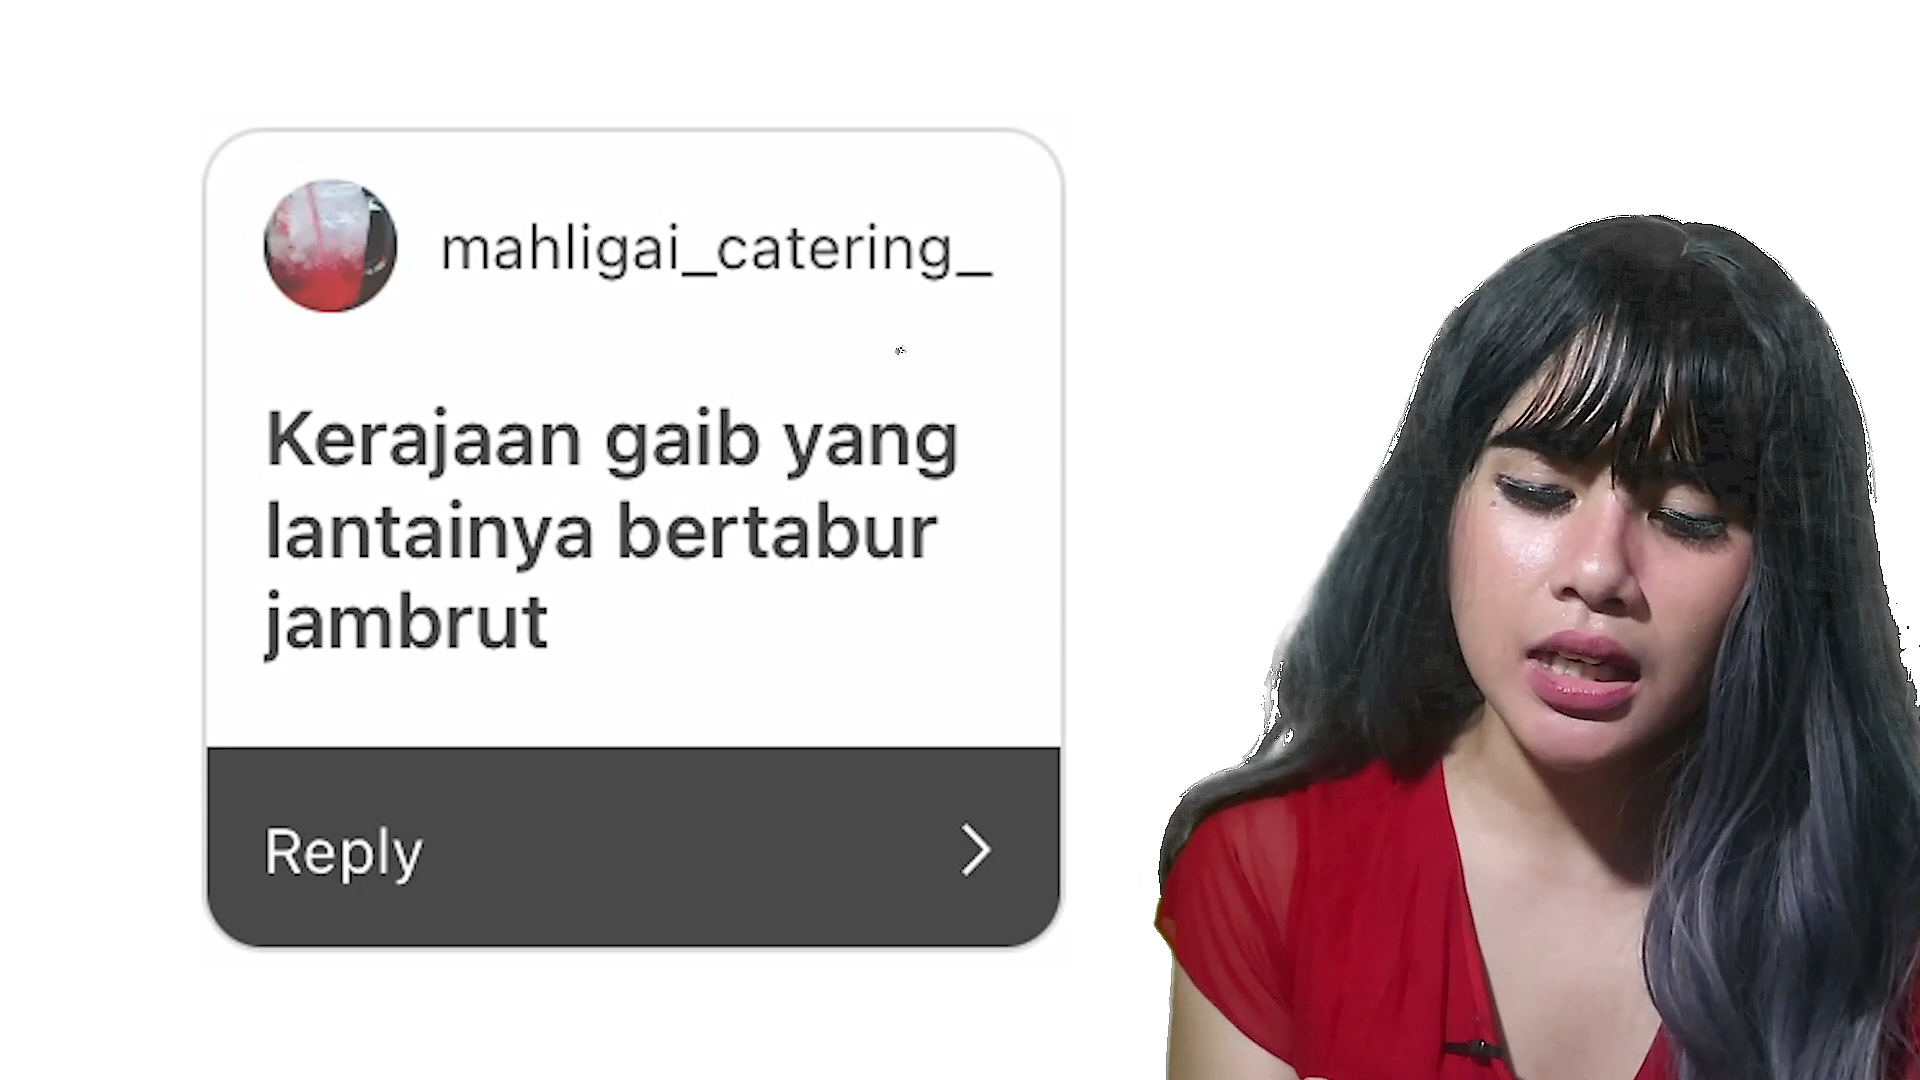 mahligai_catering_
Kerajaan gaib yang
lantainya bertabur
jambrut
Reply